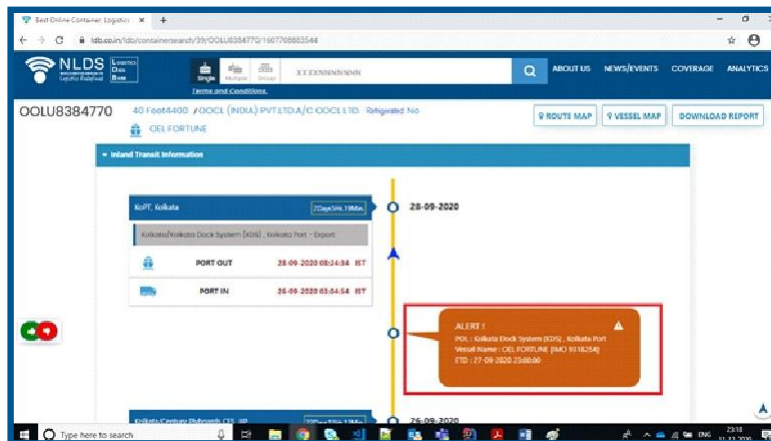 Best Online Container Logistics
ldb.co.in/ldb/containersearch/39/OOLU8384770/1607708883544
NLDS
Logistics
Data
Bank
Single
Multiple
Group
ABOUT US
NEWS/EVENTS
COVERAGE
ANALYTICS
Terms and Conditions.
OOLU8384770
40 Foot4400 / OOCL (INDIA) PVT.LTD.A/C OOCL LTD. Refrigerated No
OEL FORTUNE
ROUTE MAP
VESSEL MAP
DOWNLOAD REPORT
Inland Transit Information
KoPT, Kolkata
28-09-2020
Kolkata/Kolkata Dock System (KDS) , Kolkata Port - Export
PORT OUT
28-09-2020 08:24:34 IST
PORT IN
26-09-2020 03:04:54 IST
ALERT !
POL : Kolkata Dock System (KDS) , Kolkata Port
Vessel Name : OEL FORTUNE [IMO 9118254]
ETD : 27-09-2020 23:00:00
26-09-2020
Type here to search
ENG
23:18